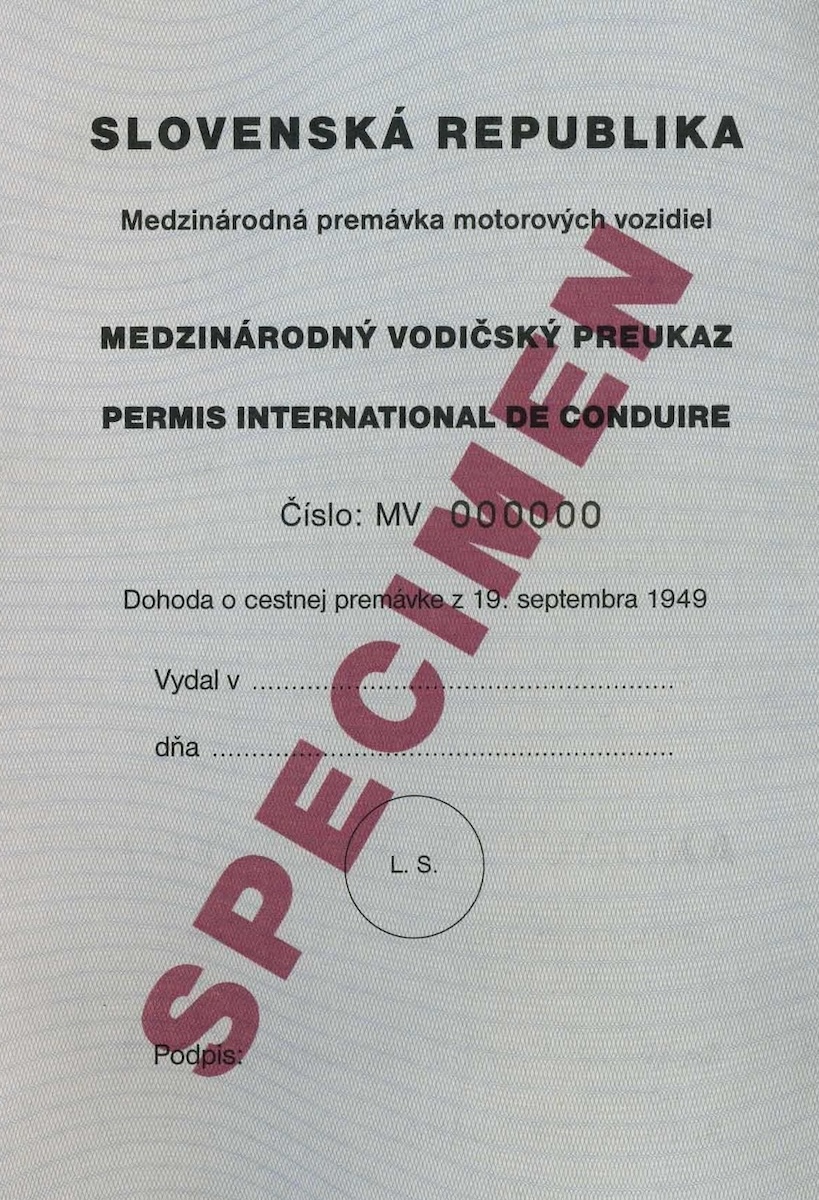 SLOVENSKÁ REPUBLIKA
Medzinárodná premávka motorových vozidiel
MEDZINÁRODNÝ VODIČSKÝ PREUKAZ
PERMIS INTERNATIONAL DE CONDUIRE
Číslo: MV 000000
Dohoda o cestnej premávke z 19. septembra 1949
Vydal v ......................................................
dňa ............................................................
L. S.
Podpis:
SPECIMEN